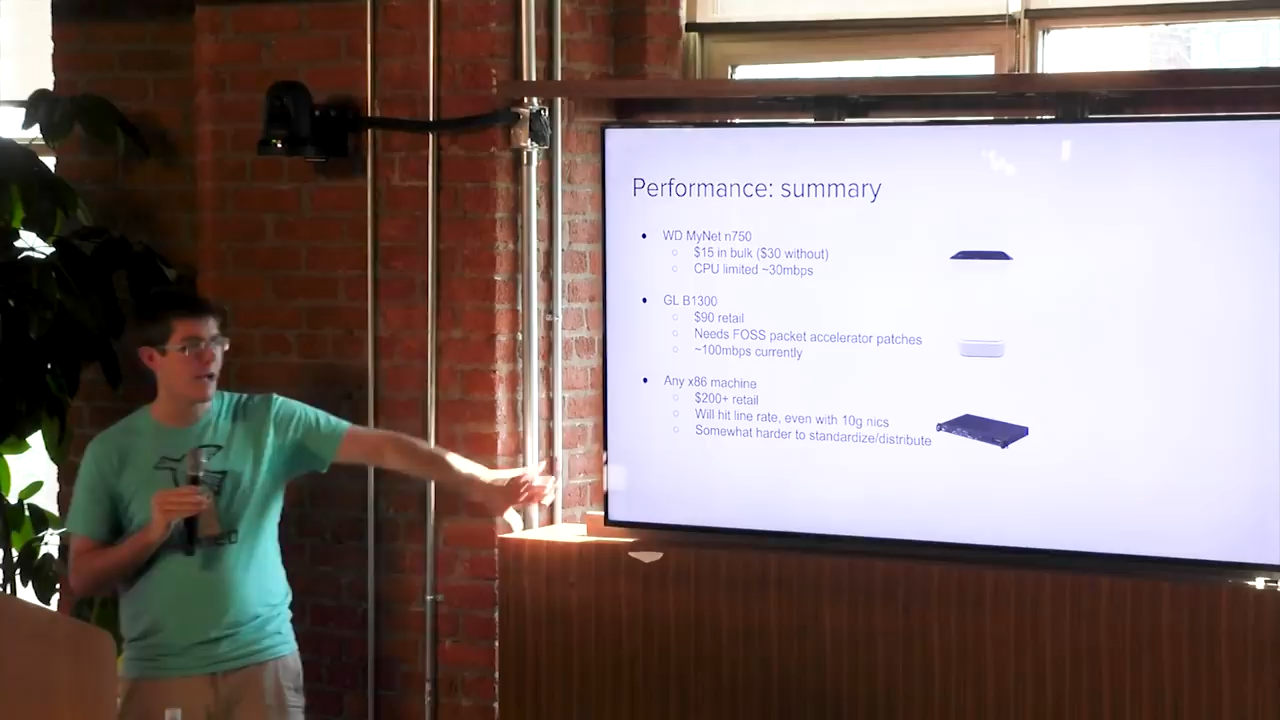 Performance: summary
WD MyNet n750
$15 in bulk ($30 without)
CPU limited ~30mbps
GL B1300
$90 retail
Needs FOSS packet accelerator patches
~100mbps currently
Any x86 machine
$200+ retail
Will hit line rate, even with 10g nics
Somewhat harder to standardize/distribute